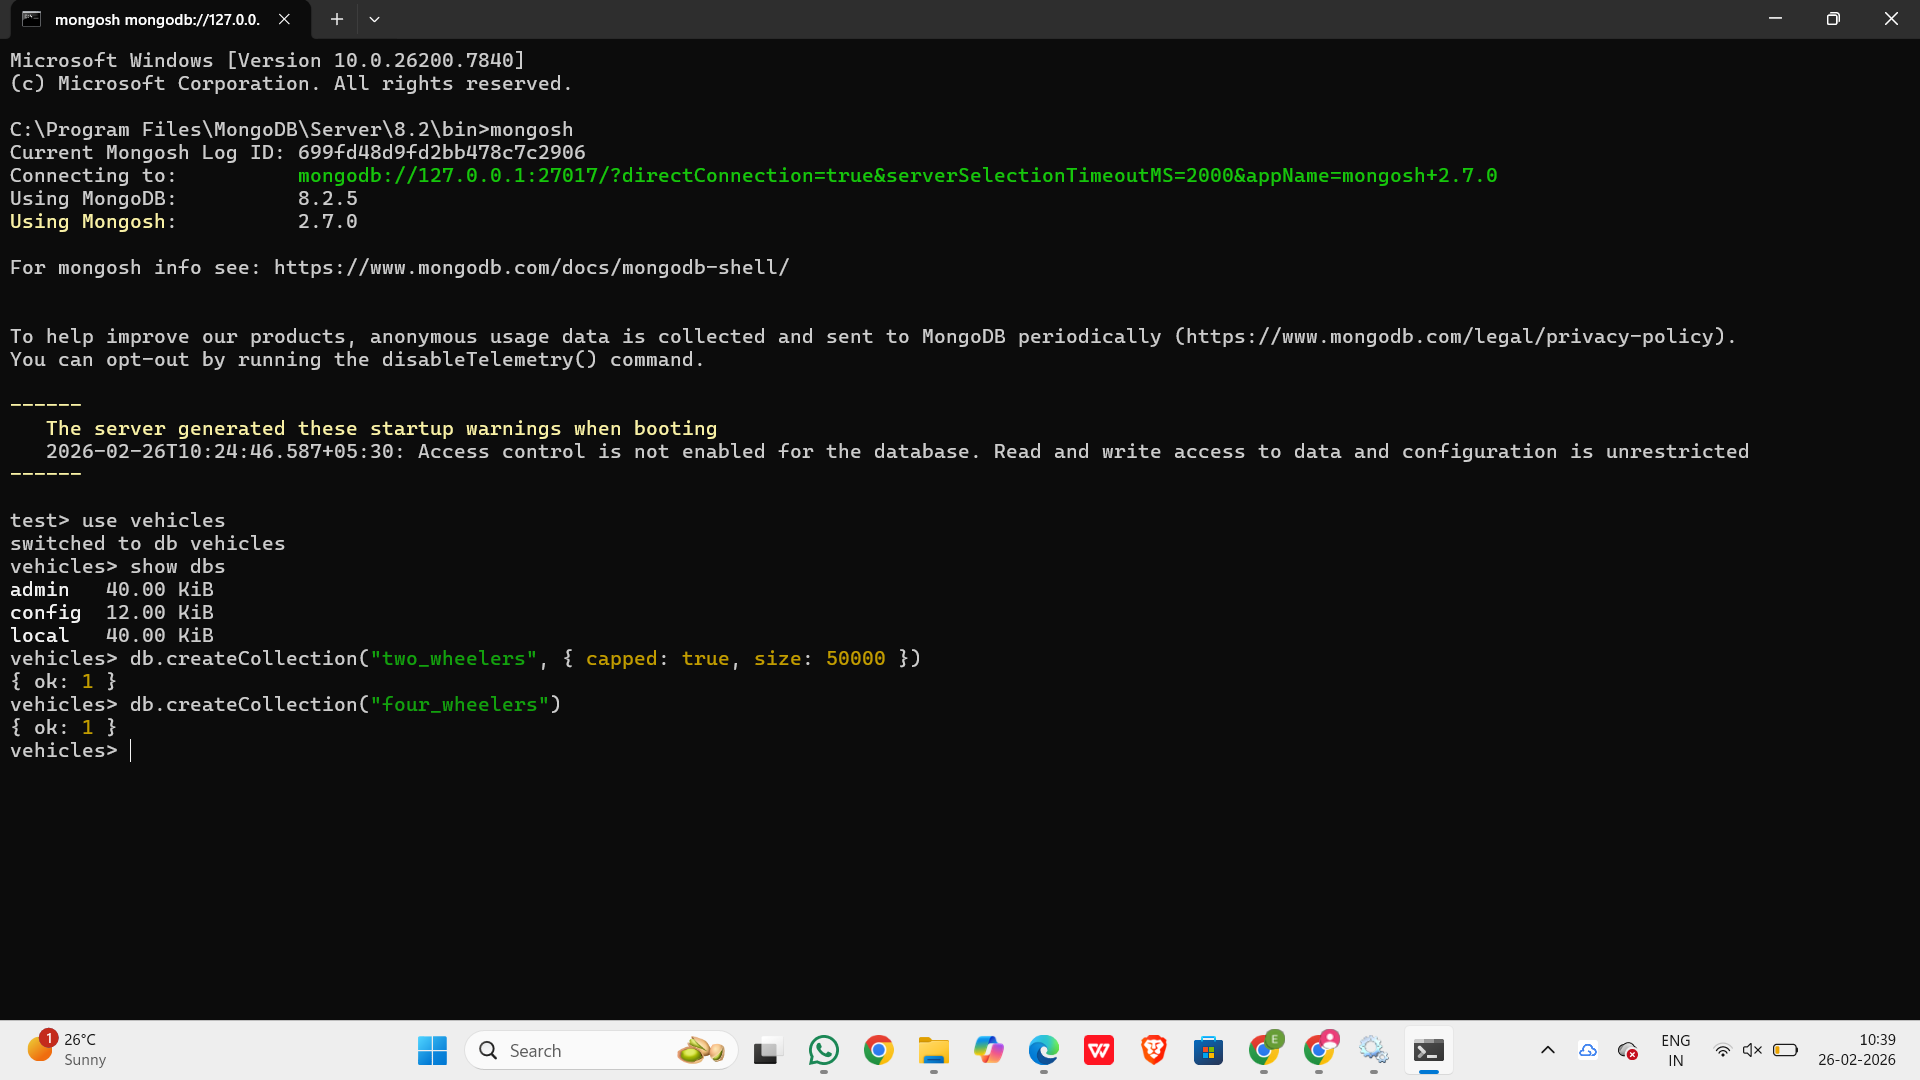 mongosh mongodb://127.0.0.
Microsoft Windows [Version 10.0.26200.7840]
(c) Microsoft Corporation. All rights reserved.
C:\Program Files\MongoDB\Server\8.2\bin>mongosh
Current Mongosh Log ID: 699fd48d9fd2bb478c7c2906
Connecting to:          mongodb://127.0.0.1:27017/?directConnection=true&serverSelectionTimeoutMS=2000&appName=mongosh+2.7.0
Using MongoDB:          8.2.5
Using Mongosh:          2.7.0
For mongosh info see: https://www.mongodb.com/docs/mongodb-shell/
To help improve our products, anonymous usage data is collected and sent to MongoDB periodically (https://www.mongodb.com/legal/privacy-policy).
You can opt-out by running the disableTelemetry() command.
------
The server generated these startup warnings when booting
2026-02-26T10:24:46.587+05:30: Access control is not enabled for the database. Read and write access to data and configuration is unrestricted
------
test> use vehicles
switched to db vehicles
vehicles> show dbs
admin   40.00 KiB
config  12.00 KiB
local   40.00 KiB
vehicles> db.createCollection("two_wheelers", { capped: true, size: 50000 })
{ ok: 1 }
vehicles> db.createCollection("four_wheelers")
{ ok: 1 }
vehicles>
1
26°C
Sunny
Search
W
E
ENG
IN
10:39
26-02-2026